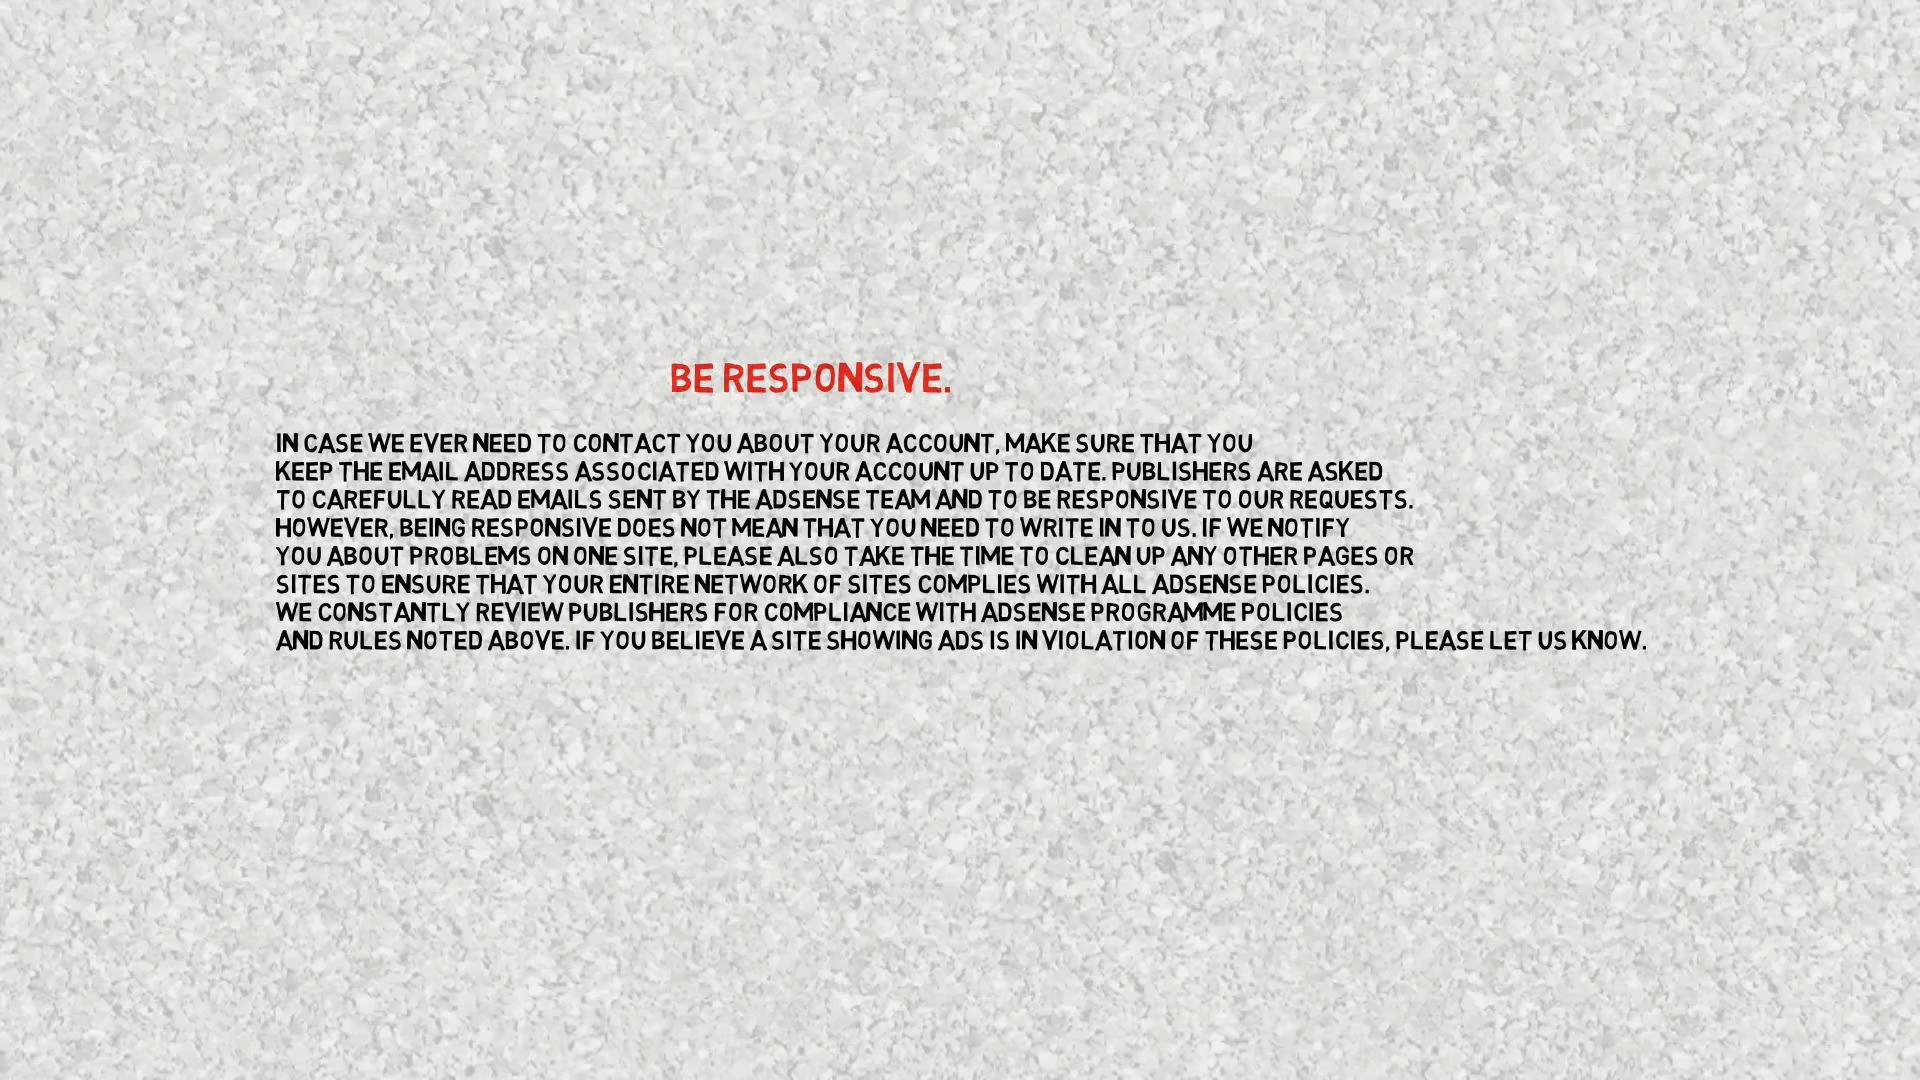 BE RESPONSIVE.
IN CASE WE EVER NEED TO CONTACT YOU ABOUT YOUR ACCOUNT, MAKE SURE THAT YOU
KEEP THE EMAIL ADDRESS ASSOCIATED WITH YOUR ACCOUNT UP TO DATE. PUBLISHERS ARE ASKED
TO CAREFULLY READ EMAILS SENT BY THE ADSENSE TEAM AND TO BE RESPONSIVE TO OUR REQUESTS.
HOWEVER, BEING RESPONSIVE DOES NOT MEAN THAT YOU NEED TO WRITE IN TO US. IF WE NOTIFY
YOU ABOUT PROBLEMS ON ONE SITE, PLEASE ALSO TAKE THE TIME TO CLEAN UP ANY OTHER PAGES OR
SITES TO ENSURE THAT YOUR ENTIRE NETWORK OF SITES COMPLIES WITH ALL ADSENSE POLICIES.
WE CONSTANTLY REVIEW PUBLISHERS FOR COMPLIANCE WITH ADSENSE PROGRAMME POLICIES
AND RULES NOTED ABOVE. IF YOU BELIEVE A SITE SHOWING ADS IS IN VIOLATION OF THESE POLICIES, PLEASE LET US KNOW.